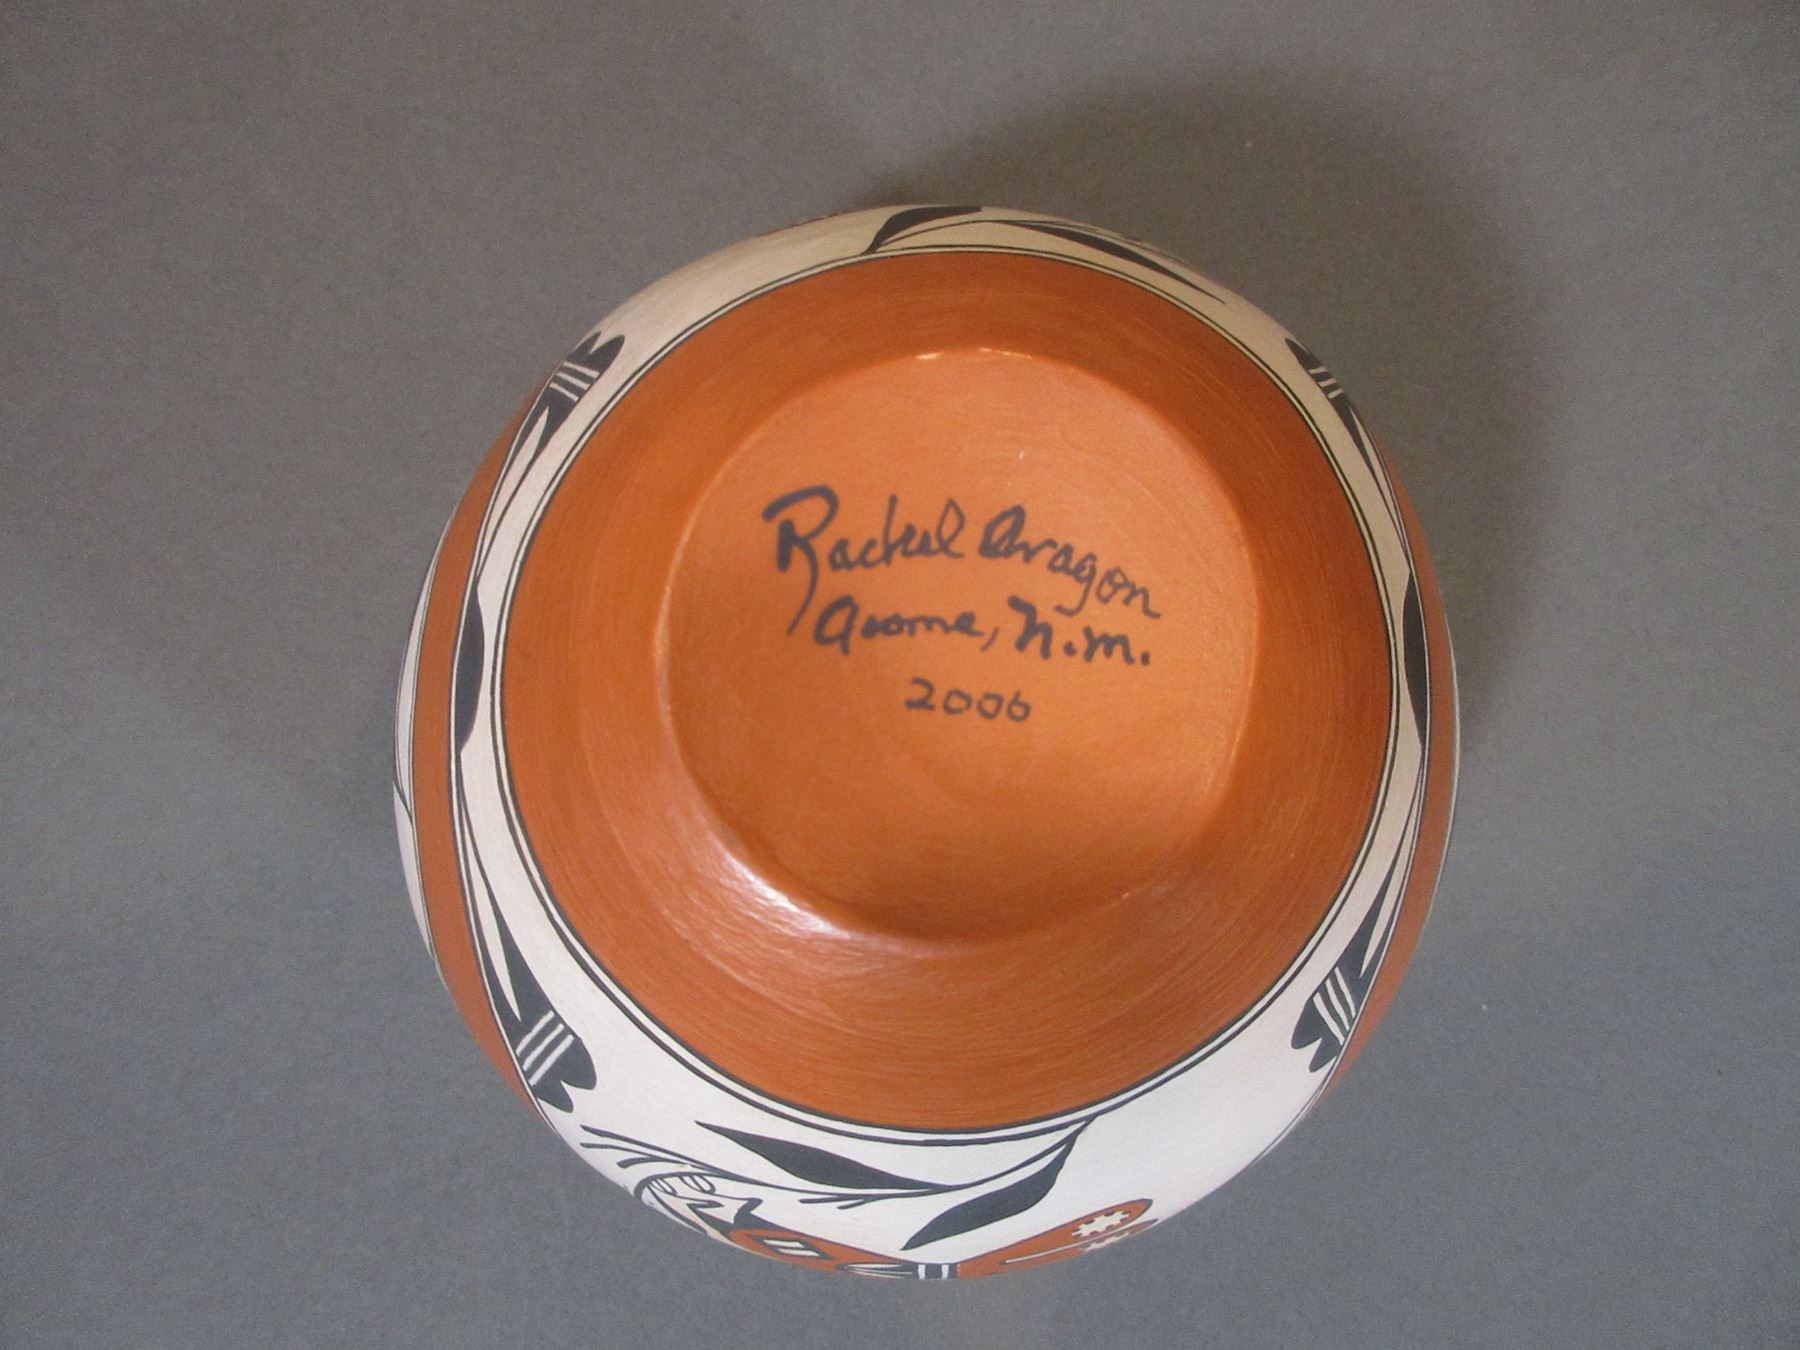 Rachel Aragon
Acoma, N.M.
2006